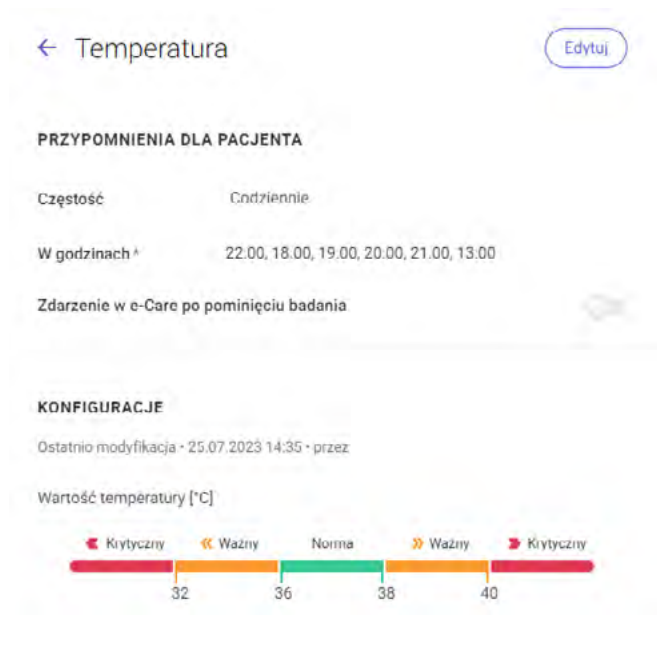 ← Temperatura Edytuj
PRZYPOMNIENIA DLA PACJENTA
Częstość Codziennie
W godzinach * 22.00, 18.00, 19.00, 20.00, 21.00, 13:00
Zdarzenie w e-Care po pominięciu badania
KONFIGURACJE
Ostatnio modyfikacja • 25.07.2023 14:35 • przez
Wartość temperatury [°C]
Krytyczny Ważny Norma Ważny Krytyczny
32 36 38 40